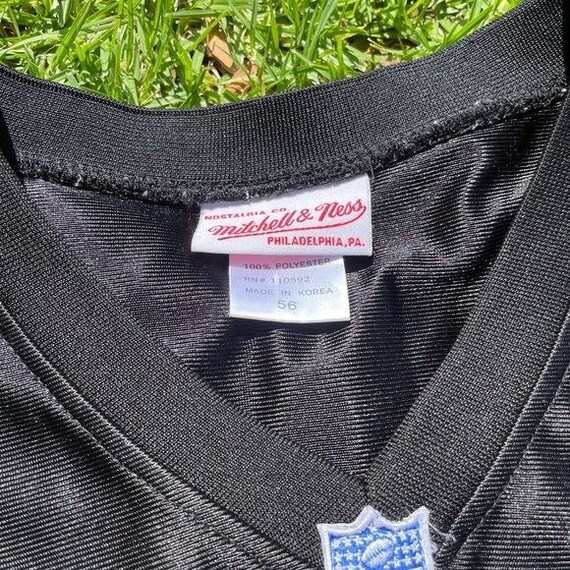 NOSTALGIA CO.
Mitchell & Ness
PHILADELPHIA, PA.
100% POLYESTER
RN# 110592
MADE IN KOREA
56